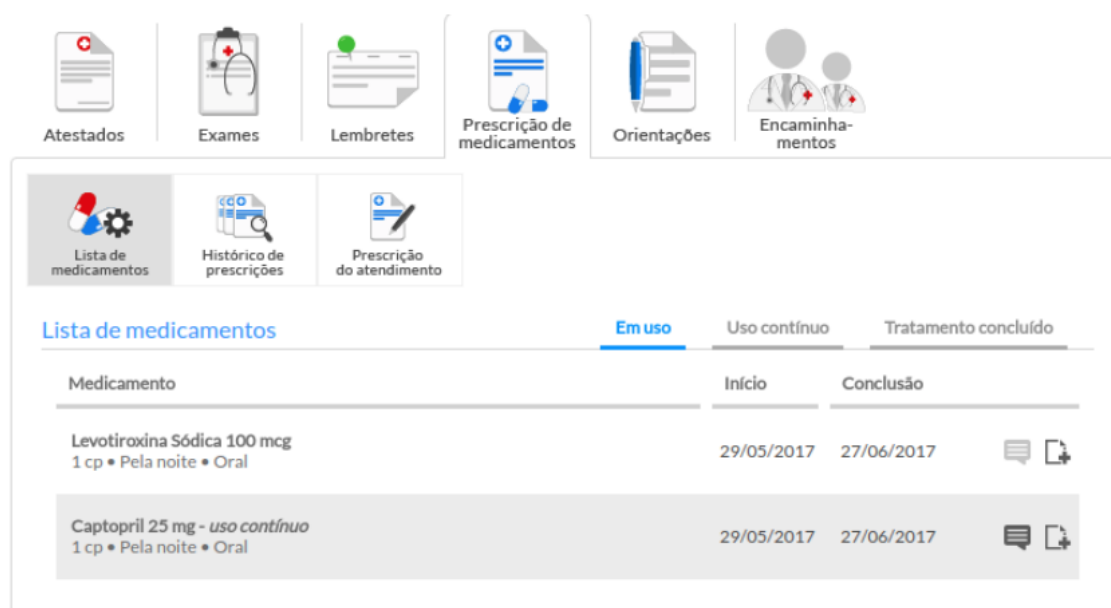 Atestados
Exames
Lembretes
Prescrição de
medicamentos
Orientações
Encaminha-
mentos
Lista de
medicamentos
Histórico de
prescrições
Prescrição
do atendimento
Lista de medicamentos
Em uso
Uso contínuo
Tratamento concluído
Medicamento
Início
Conclusão
Levotiroxina Sódica 100 mcg
1 cp • Pela noite • Oral
29/05/2017
27/06/2017
Captopril 25 mg - uso contínuo
1 cp • Pela noite • Oral
29/05/2017
27/06/2017